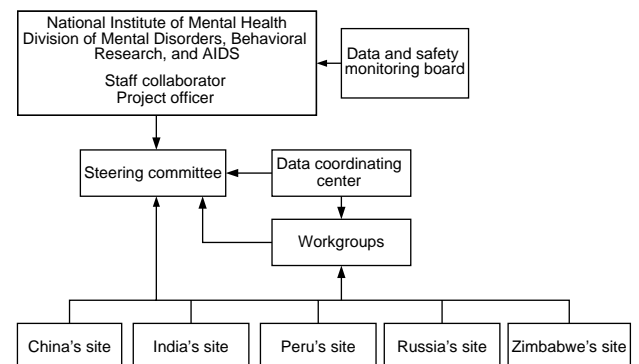 National Institute of Mental Health
Division of Mental Disorders, Behavioral
Research, and AIDS
Staff collaborator
Project officer
Data and safety
monitoring board
Steering committee
Data coordinating
center
Workgroups
China’s site
India’s site
Peru’s site
Russia’s site
Zimbabwe’s site